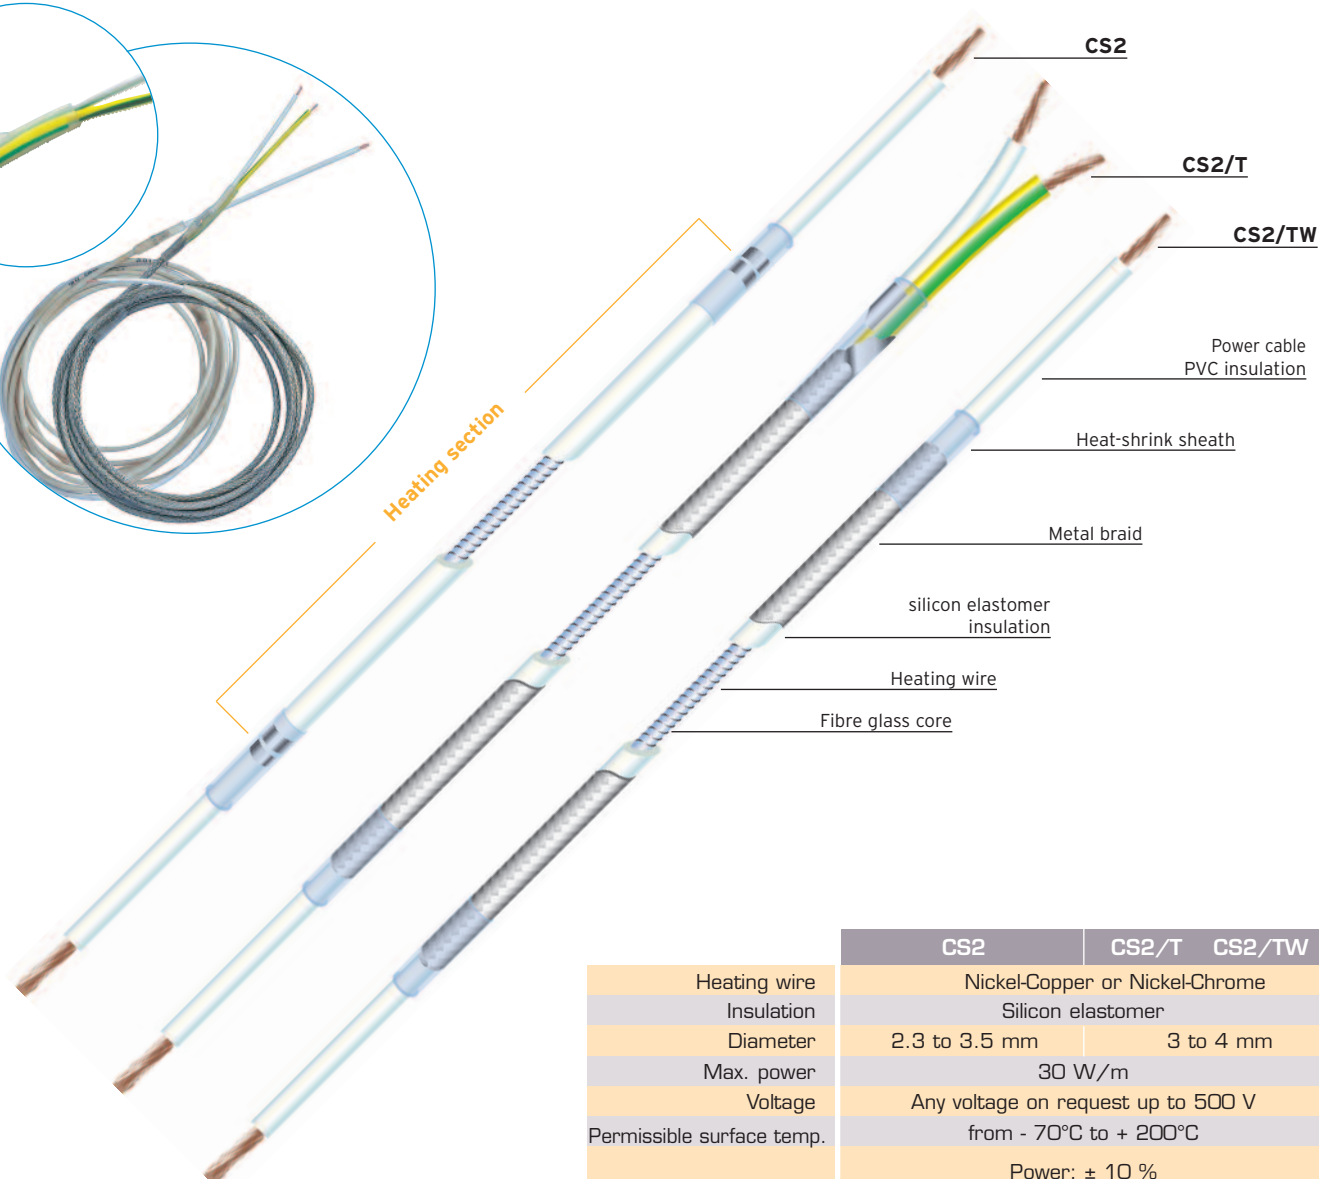 CS2
CS2/T
CS2/TW
Power cable
PVC insulation
Heat-shrink sheath
Metal braid
silicon elastomer
insulation
Heating wire
Fibre glass core
Heating section
CS2 CS2/T CS2/TW
Heating wire Nickel-Copper or Nickel-Chrome
Insulation Silicon elastomer
Diameter 2.3 to 3.5 mm 3 to 4 mm
Max. power 30 W/m
Voltage Any voltage on request up to 500 V
Permissible surface temp. from - 70°C to + 200°C
Power: ± 10 %